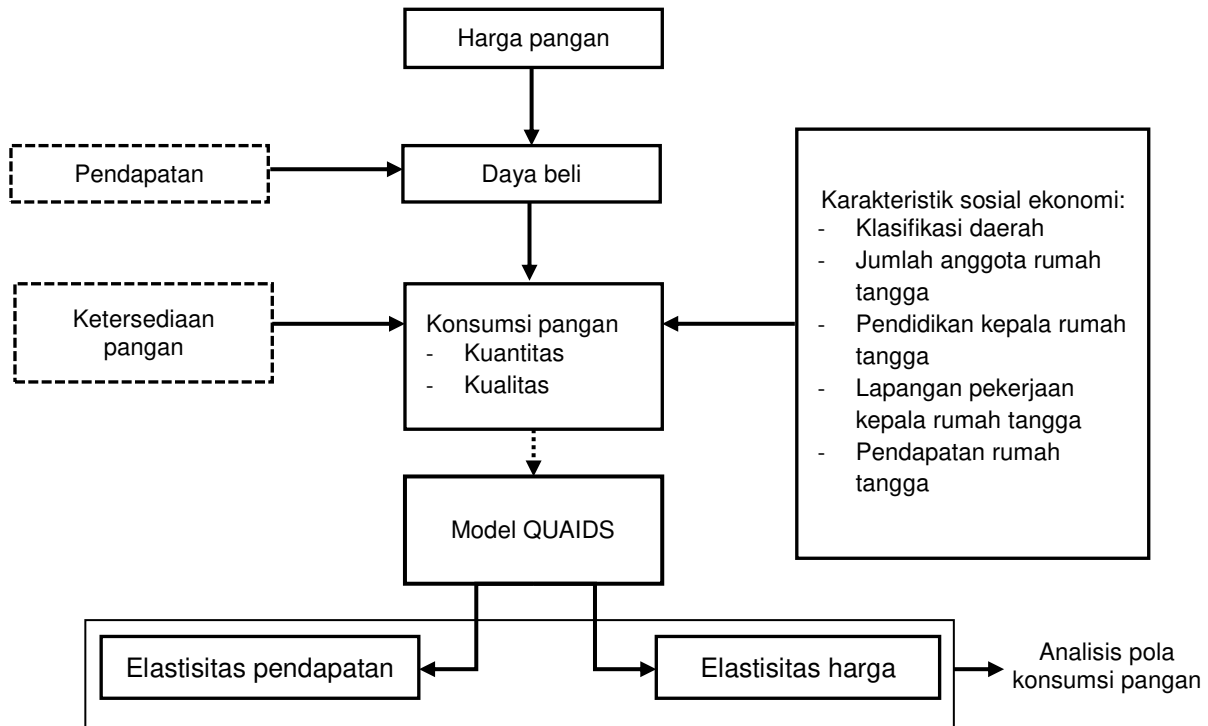 Harga pangan
Pendapatan
Daya beli
Ketersediaan
pangan
Konsumsi pangan
- Kuantitas
- Kualitas
Karakteristik sosial ekonomi:
- Klasifikasi daerah
- Jumlah anggota rumah
tangga
- Pendidikan kepala rumah
tangga
- Lapangan pekerjaan
kepala rumah tangga
- Pendapatan rumah
tangga
Model QUAIDS
Elastisitas pendapatan
Elastisitas harga
Analisis pola
konsumsi pangan